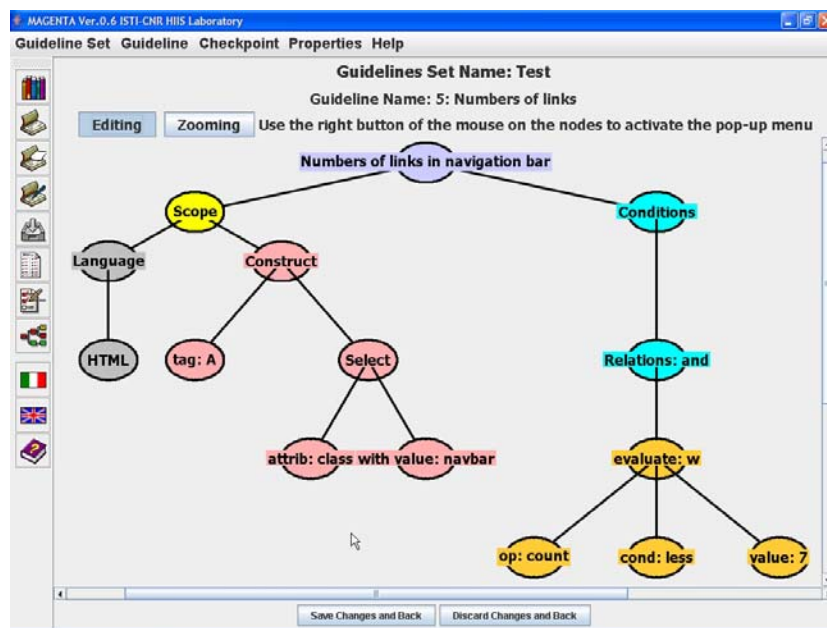 MAGENTA Ver.0.6 ISTI-CNR HIIS Laboratory
Guideline Set Guideline Checkpoint Properties Help
Guidelines Set Name: Test
Guideline Name: 5: Numbers of links
Editing Zooming Use the right button of the mouse on the nodes to activate the pop-up menu
Numbers of links in navigation bar
Scope Conditions
Language Construct
HTML tag: A Select Relations: and
attrib: class with value: navbar evaluate: w
op: count cond: less value: 7
Save Changes and Back Discard Changes and Back